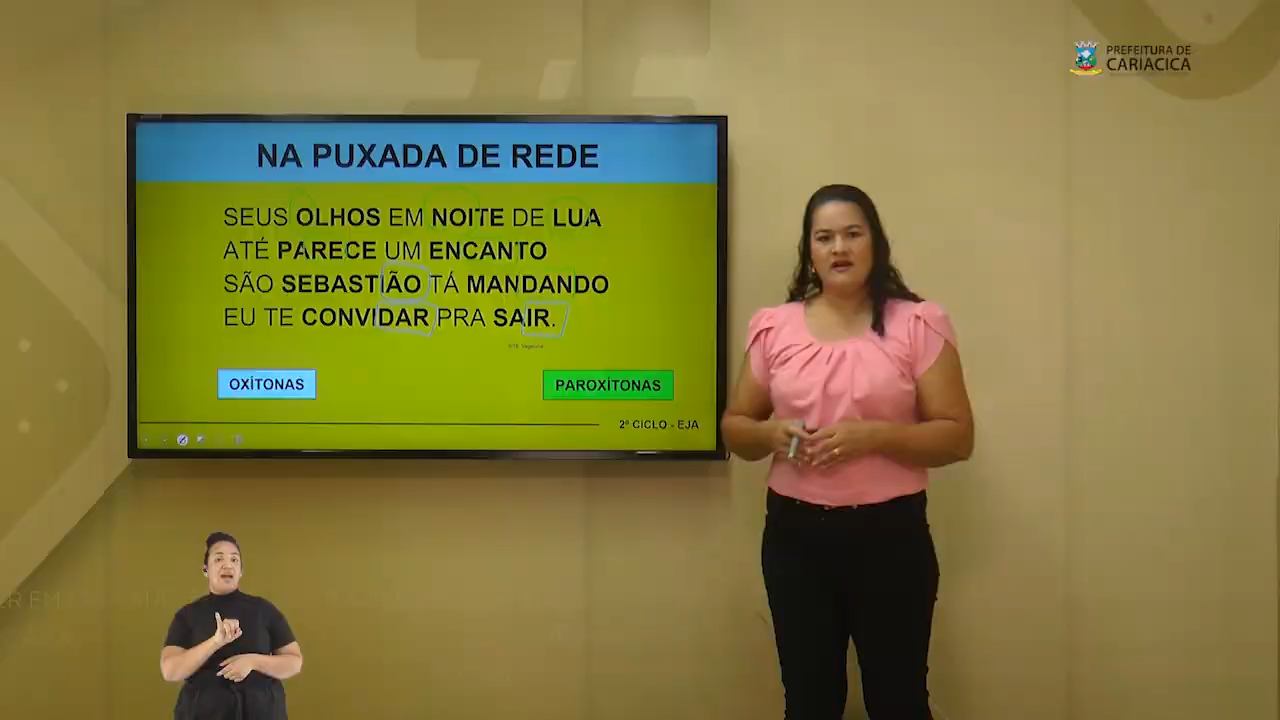 PREFEITURA DE
CARIACICA
NA PUXADA DE REDE
SEUS OLHOS EM NOITE DE LUA
ATÉ PARECE UM ENCANTO
SÃO SEBASTIÃO TÁ MANDANDO
EU TE CONVIDAR PRA SAIR.
OXÍTONAS
PAROXÍTONAS
2º CICLO - EJA